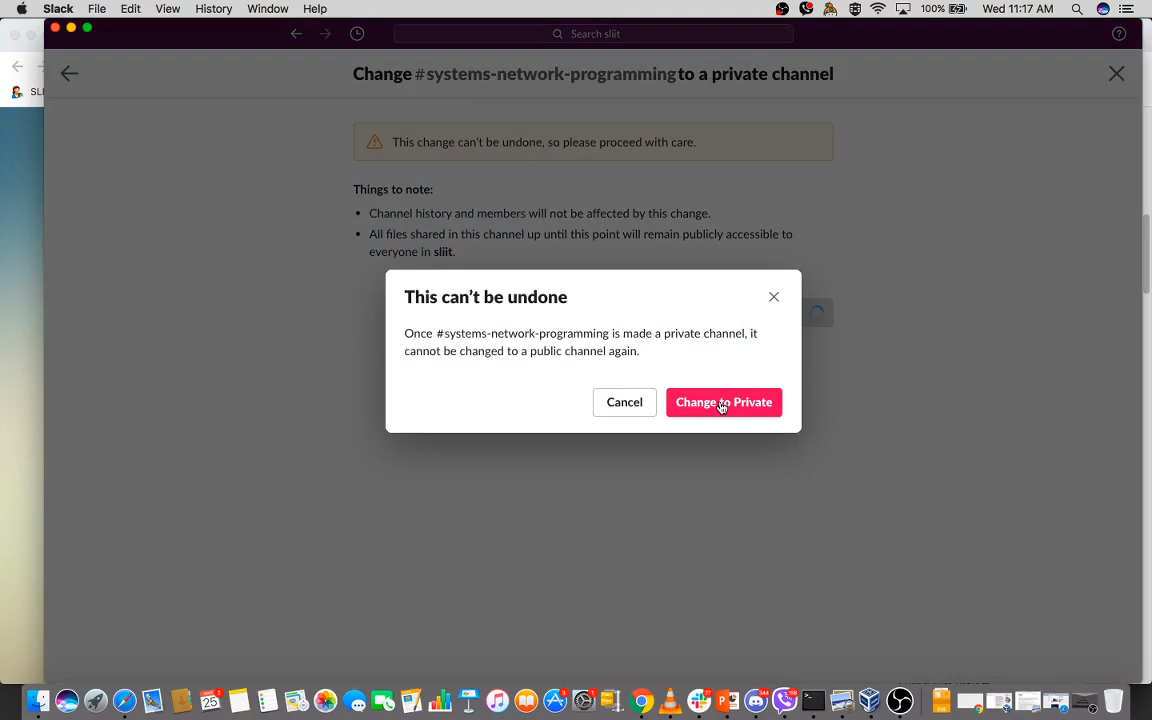 Slack File Edit View History Window Help 100% Wed 11:17 AM
Search sliit
SLI
Change #systems-network-programming to a private channel
This change can't be undone, so please proceed with care.
Things to note:
• Channel history and members will not be affected by this change.
• All files shared in this channel up until this point will remain publicly accessible to
everyone in sliit.
This can't be undone
Once #systems-network-programming is made a private channel, it
cannot be changed to a public channel again.
Cancel
Change to Private